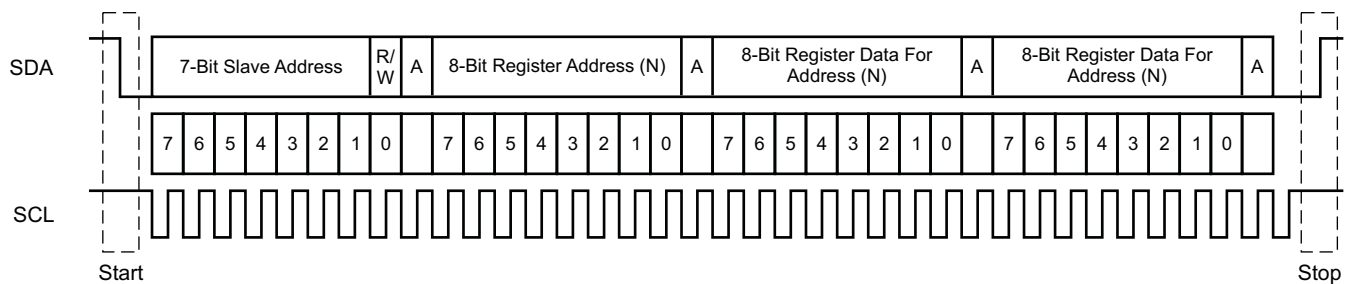 SDA
7-Bit Slave Address
R/
W
A
8-Bit Register Address (N)
A
8-Bit Register Data For
Address (N)
A
8-Bit Register Data For
Address (N)
A
7 6 5 4 3 2 1 0 7 6 5 4 3 2 1 0 7 6 5 4 3 2 1 0 7 6 5 4 3 2 1 0
SCL
Start
Stop